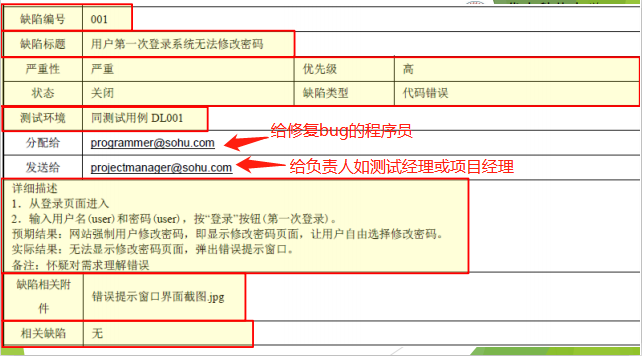 缺陷编号 001
缺陷标题 用户第一次登录系统无法修改密码
严重性 严重 优先级 高
状态 关闭 缺陷类型 代码错误
测试环境 同测试用例 DL001
分配给 programmer@sohu.com 给修复bug的程序员
发送给 projectmanager@sohu.com 给负责人如测试经理或项目经理
详细描述
1. 从登录页面进入
2. 输入用户名(user)和密码(user)，按“登录”按钮(第一次登录)。
预期结果：网站强制用户修改密码，即显示修改密码页面，让用户自由选择修改密码。
实际结果：无法显示修改密码页面，弹出错误提示窗口。
备注：怀疑对需求理解错误
缺陷相关附
件
错误提示窗口界面截图.jpg
相关缺陷 无